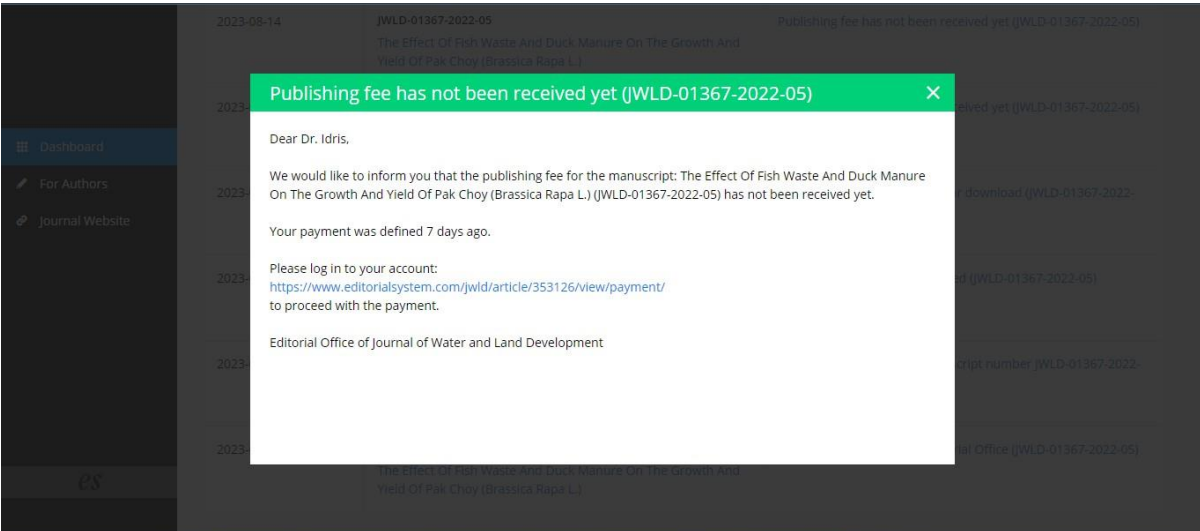 2023-08-14
JWLD-01367-2022-05
Publishing fee has not been received yet (JWLD-01367-2022-05)
The Effect Of Fish Waste And Duck Manure On The Growth And
Yield Of Pak Choy (Brassica Rapa L.)
Publishing fee has not been received yet (JWLD-01367-2022-05)
×
2023-
ceived yet (JWLD-01367-2022-05)
Dear Dr. Idris,
Dashboard
We would like to inform you that the publishing fee for the manuscript: The Effect Of Fish Waste And Duck Manure
On The Growth And Yield Of Pak Choy (Brassica Rapa L.) (JWLD-01367-2022-05) has not been received yet.
For Authors
2023-
r download (JWLD-01367-2022-
Journal Website
Your payment was defined 7 days ago.
Please log in to your account:
2023-
ed (JWLD-01367-2022-05)
https://www.editorialsystem.com/jwld/article/353126/view/payment/
to proceed with the payment.
Editorial Office of Journal of Water and Land Development
2023-
cript number JWLD-01367-2022-
2023-
ial Office (JWLD-01367-2022-05)
The Effect Of Fish Waste And Duck Manure On The Growth And
Yield Of Pak Choy (Brassica Rapa L.)
es